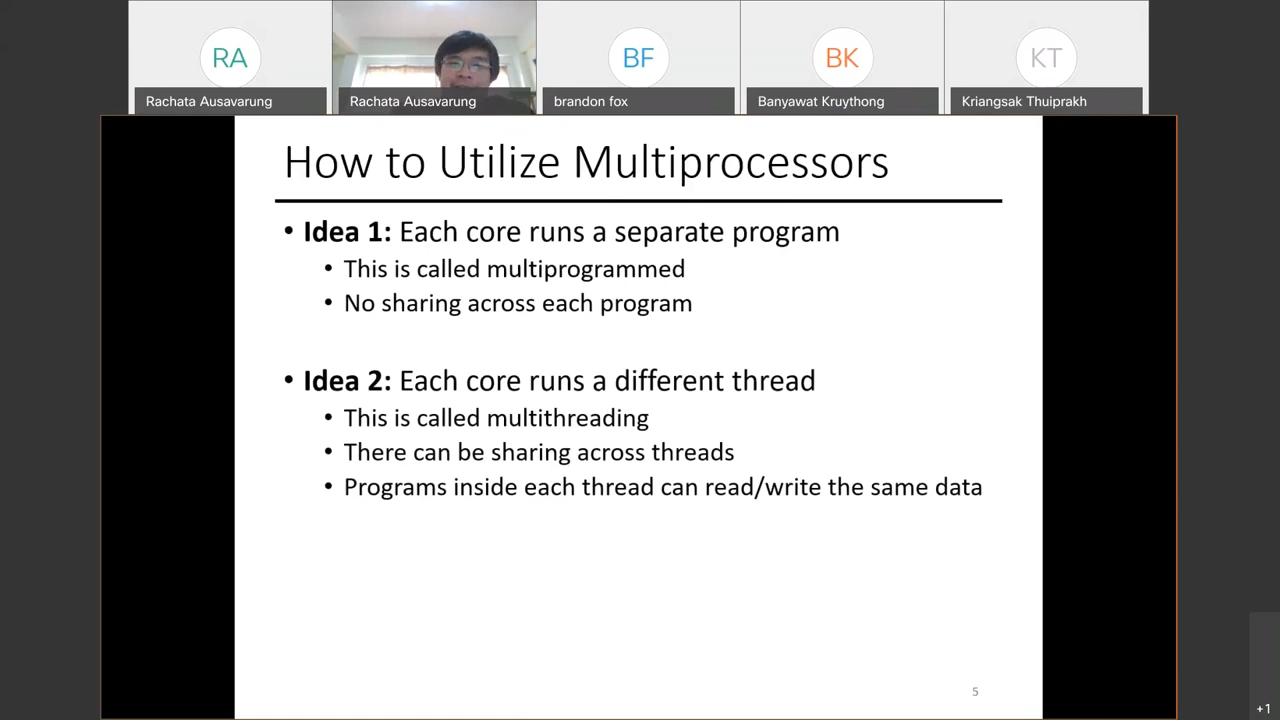 RA
BF
BK
KT
Rachata Ausavarung
Rachata Ausavarung
brandon fox
Banyawat Kruythong
Kriangsak Thuiprakh
How to Utilize Multiprocessors
• Idea 1: Each core runs a separate program
• This is called multiprogrammed
• No sharing across each program
• Idea 2: Each core runs a different thread
• This is called multithreading
• There can be sharing across threads
• Programs inside each thread can read/write the same data
5
+1